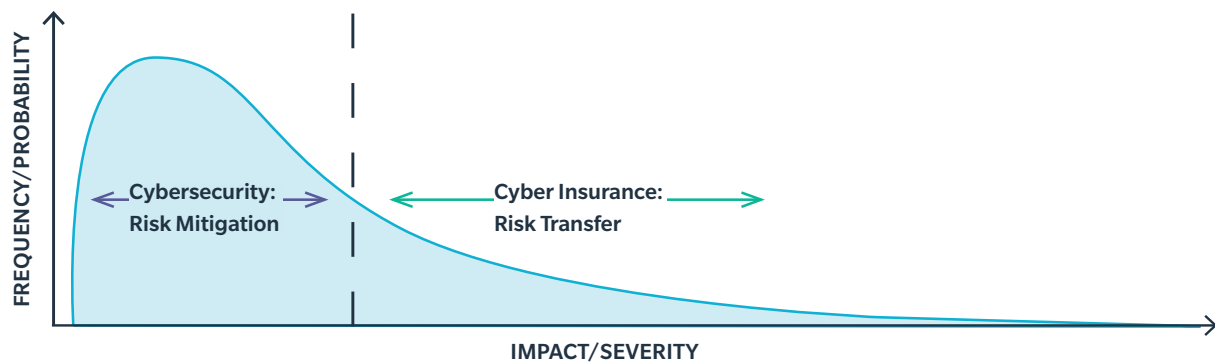 FREQUENCY/PROBABILITY
Cybersecurity:
Risk Mitigation
Cyber Insurance:
Risk Transfer
IMPACT/SEVERITY